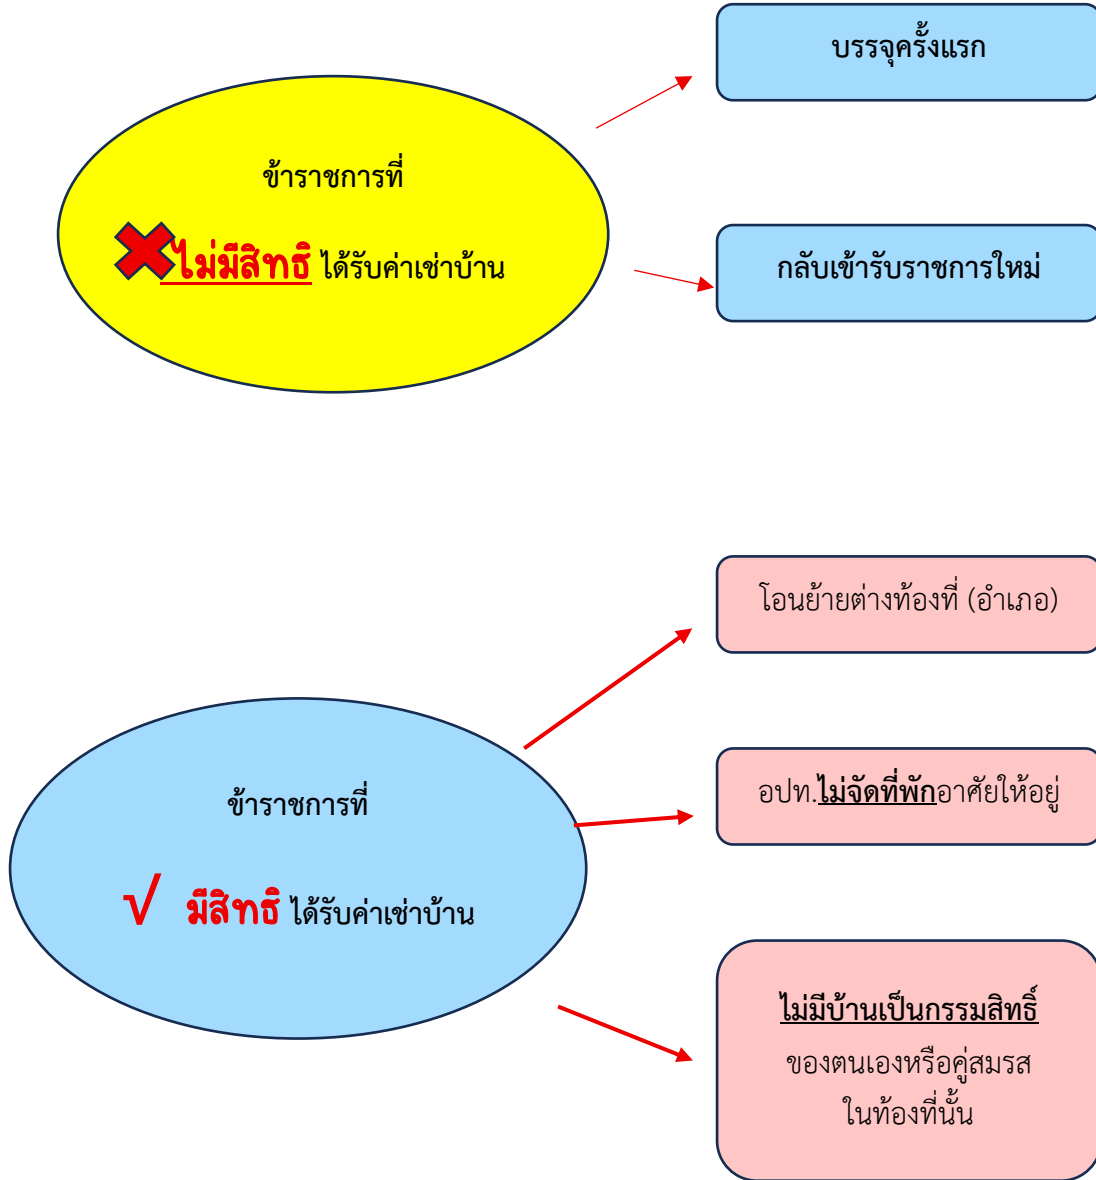 บรรจุครั้งแรก
ข้าราชการที่
ไม่มีสิทธิ ได้รับค่าเช่าบ้าน
กลับเข้ารับราชการใหม่
โอนย้ายต่างท้องที่ (อำเภอ)
ข้าราชการที่
√ มีสิทธิ ได้รับค่าเช่าบ้าน
อปท.ไม่จัดที่พักอาศัยให้อยู่
ไม่มีบ้านเป็นกรรมสิทธิ์
ของตนเองหรือคู่สมรส
ในท้องที่นั้น